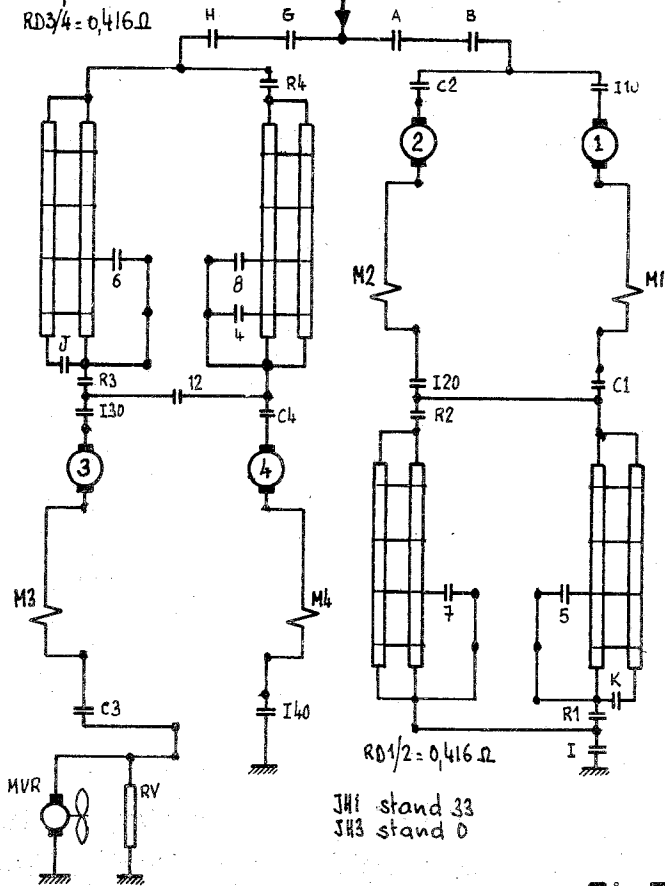 RD3/4 = 0,416 Ω
H G A B
R4 C2
2 1
6 8
4
M2 M1
J
R3 12
I30 C4
I20 C1
R2
3 4
M3 M4
7 5
K
C3 I40 R1
RD1/2 = 0,416 Ω I
MVR RV
JH1 stand 33
JH3 stand 0